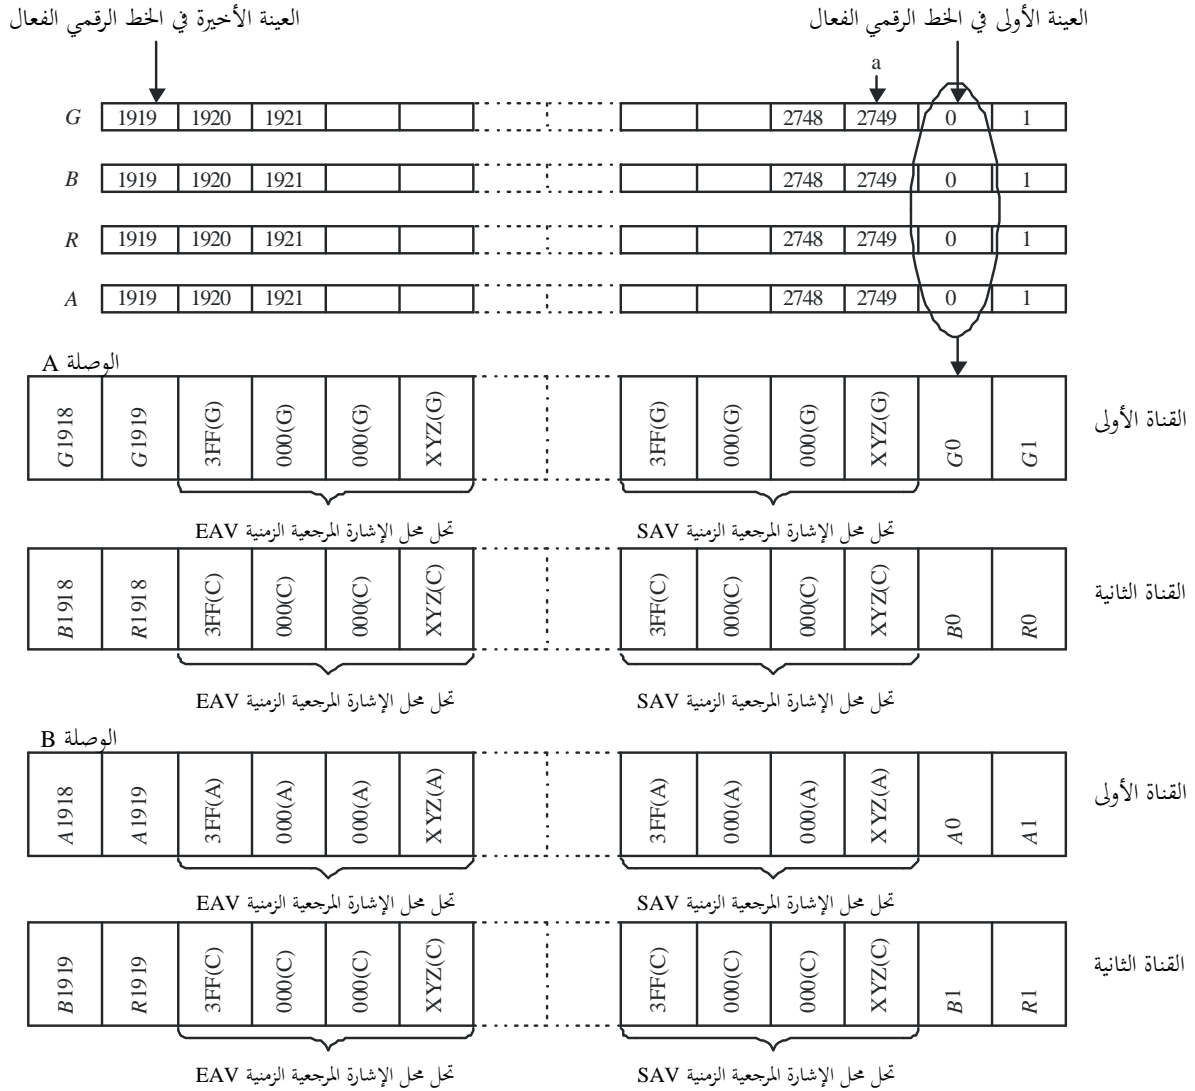 العينة الأولى في الخط الرقمي الفعال العينة الأخيرة في الخط الرقمي الفعال
a
G 1919 1920 1921 2748 2749 0 1
B 1919 1920 1921 2748 2749 0 1
R 1919 1920 1921 2748 2749 0 1
A 1919 1920 1921 2748 2749 0 1
الوصلة A
القناة الأولى
G1918 G1919 3FF(G) 000(G) 000(G) XYZ(G) 3FF(G) 000(G) 000(G) XYZ(G) G0 G1
تحل محل الإشارة المرجعية الزمنية SAV تحل محل الإشارة المرجعية الزمنية EAV
القناة الثانية
B1918 R1918 3FF(C) 000(C) 000(C) XYZ(C) 3FF(C) 000(C) 000(C) XYZ(C) B0 R0
تحل محل الإشارة المرجعية الزمنية SAV تحل محل الإشارة المرجعية الزمنية EAV
الوصلة B
القناة الأولى
A1918 A1919 3FF(A) 000(A) 000(A) XYZ(A) 3FF(A) 000(A) 000(A) XYZ(A) A0 A1
تحل محل الإشارة المرجعية الزمنية SAV تحل محل الإشارة المرجعية الزمنية EAV
القناة الثانية
B1919 R1919 3FF(C) 000(C) 000(C) XYZ(C) 3FF(C) 000(C) 000(C) XYZ(C) B1 R1
تحل محل الإشارة المرجعية الزمنية SAV تحل محل الإشارة المرجعية الزمنية EAV